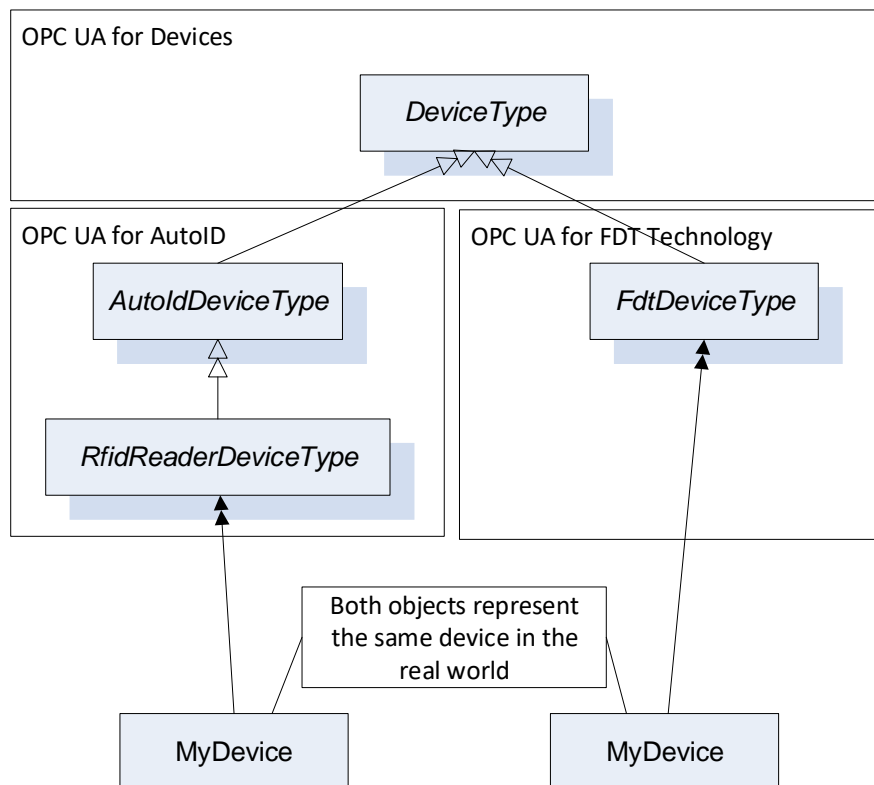 OPC UA for Devices
DeviceType
OPC UA for AutoID
OPC UA for FDT Technology
AutoIdDeviceType
FdtDeviceType
RfidReaderDeviceType
Both objects represent
the same device in the
real world
MyDevice
MyDevice